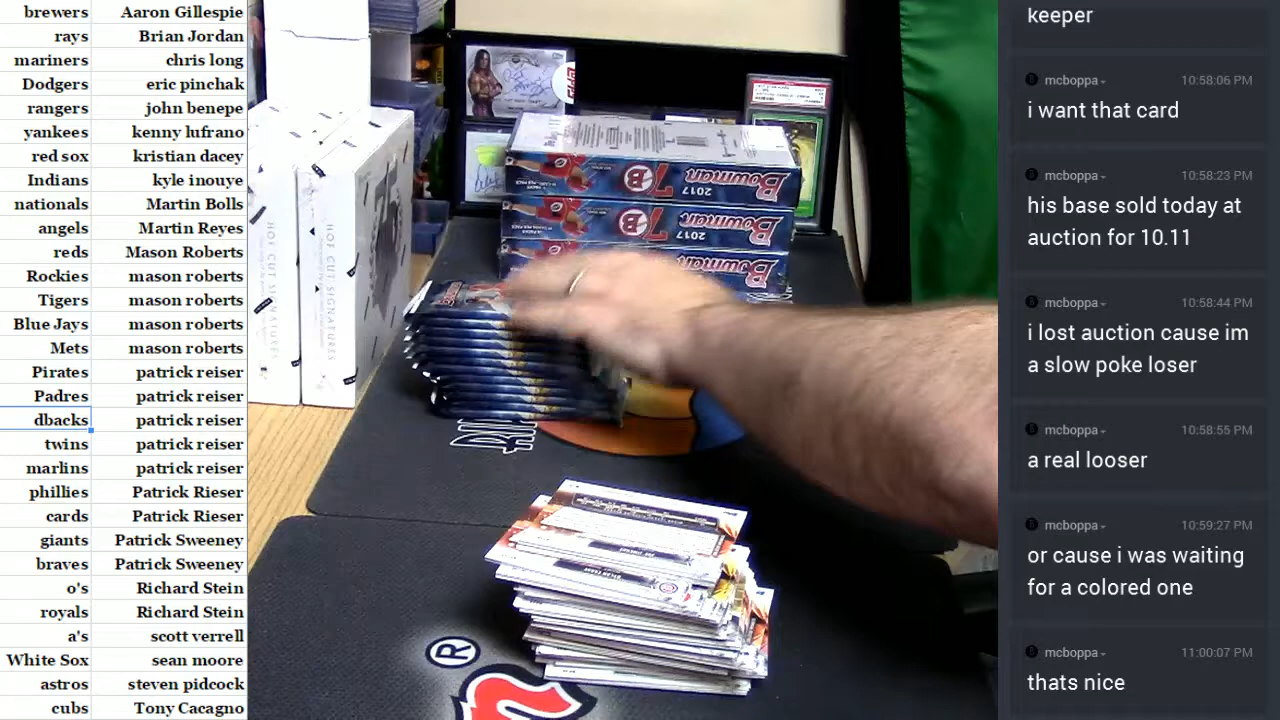 brewers Aaron Gillespie
rays Brian Jordan
mariners chris long
Dodgers eric pinchak
rangers john benepe
yankees kenny lufrano
red sox kristian dacey
Indians kyle inouye
nationals Martin Bolls
angels Martin Reyes
reds Mason Roberts
Rockies mason roberts
Tigers mason roberts
Blue Jays mason roberts
Mets mason roberts
Pirates patrick reiser
Padres patrick reiser
dbacks patrick reiser
twins patrick reiser
marlins patrick reiser
phillies Patrick Rieser
cards Patrick Rieser
giants Patrick Sweeney
braves Patrick Sweeney
o's Richard Stein
royals Richard Stein
a's scott verrell
White Sox sean moore
astros steven pidcock
cubs Tony Cacagno
HOF CUT SIGNATURES
HOF CUT SIGNATURES
Bowman 2017
Bowman 2017
Bowman
®
keeper
mcboppa 10:58:06 PM
i want that card
mcboppa 10:58:23 PM
his base sold today at
auction for 10.11
mcboppa 10:58:44 PM
i lost auction cause im
a slow poke loser
mcboppa 10:58:55 PM
a real looser
mcboppa 10:59:27 PM
or cause i was waiting
for a colored one
mcboppa 11:00:07 PM
thats nice